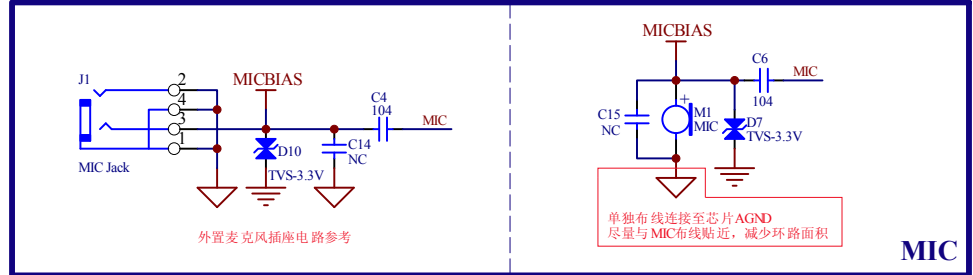 J1
2
4
3
1
MIC Jack
MICBIAS
D10
TVS-3.3V
C14
NC
C4
104
MIC
外置麦克风插座电路参考
MICBIAS
C15
NC
+
M1
MIC
D7
TVS-3.3V
C6
104
MIC
单独布线连接至芯片AGND
尽量与MIC布线贴近，减少环路面积
MIC